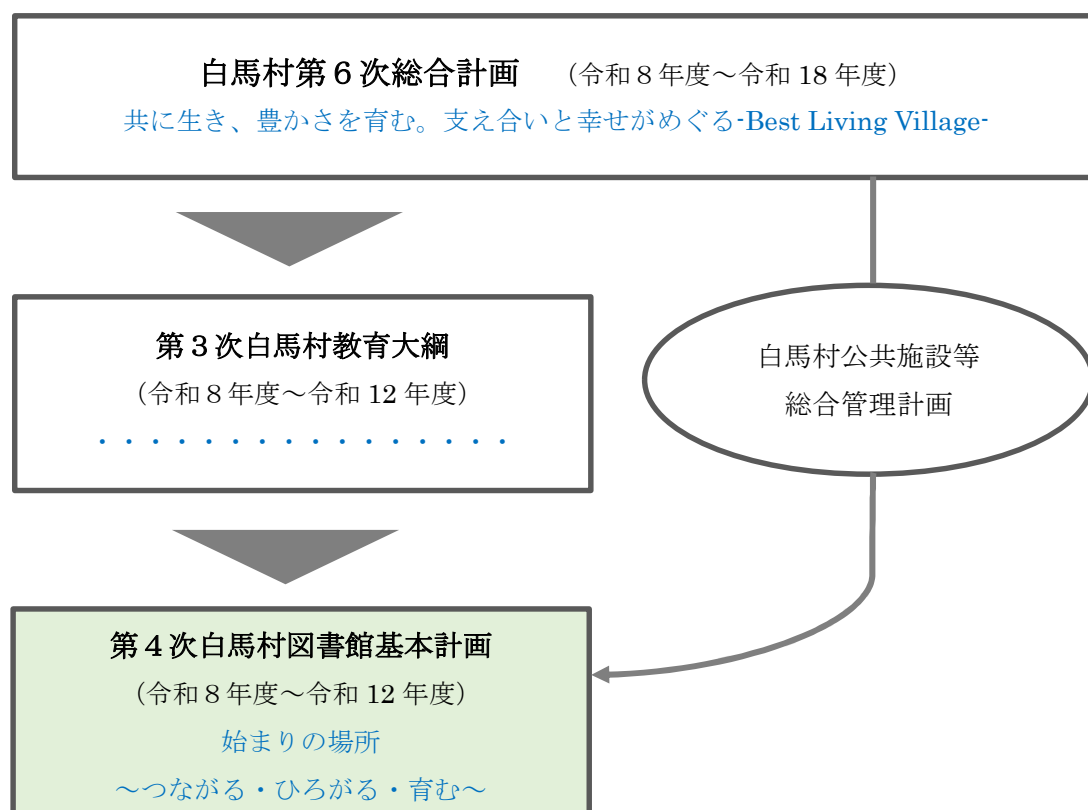 白馬村第６次総合計画　（令和８年度～令和 18 年度）
共に生き、豊かさを育む。支え合いと幸せがめぐる-Best Living Village-
第３次白馬村教育大綱
（令和８年度～令和 12 年度）
・・・・・・・・・・・・・・・・
白馬村公共施設等
総合管理計画
第４次白馬村図書館基本計画
（令和８年度～令和 12 年度）
始まりの場所
～つながる・ひろがる・育む～